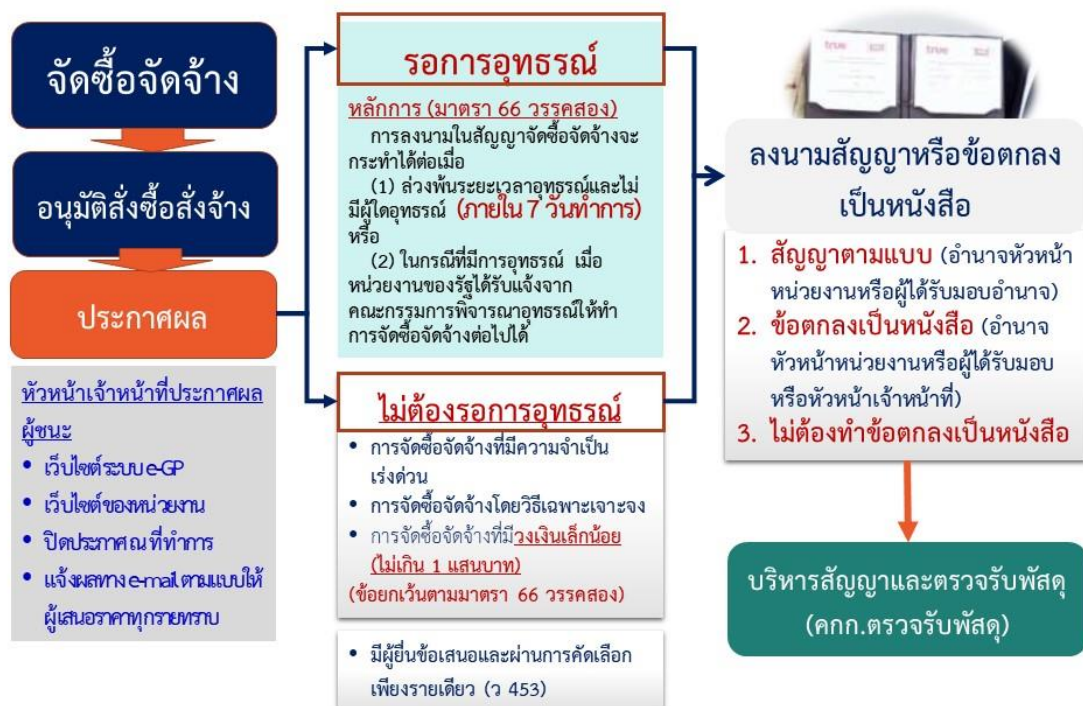 จัดซื้อจัดจ้าง
อนุมัติสั่งซื้อสั่งจ้าง
ประกาศผล
หัวหน้าเจ้าหน้าที่ประกาศผล
ผู้ชนะ
• เว็บไซต์ระบบ e-GP
• เว็บไซต์ของหน่วยงาน
• ปิดประกาศ ณ ที่ทำการ
• แจ้งผลทาง e-mail ตามแบบให้
ผู้เสนอราคาทุกรายทราบ
รอการอุทธรณ์
หลักการ (มาตรา 66 วรรคสอง)
การลงนามในสัญญาจัดซื้อจัดจ้างจะ
กระทำได้ต่อเมื่อ
(1) ล่วงพ้นระยะเวลาอุทธรณ์และไม่
มีผู้ใดอุทธรณ์ (ภายใน 7 วันทำการ)
หรือ
(2) ในกรณีที่มีการอุทธรณ์ เมื่อ
หน่วยงานของรัฐได้รับแจ้งจาก
คณะกรรมการพิจารณาอุทธรณ์ให้ทำ
การจัดซื้อจัดจ้างต่อไปได้
ไม่ต้องรอการอุทธรณ์
• การจัดซื้อจัดจ้างที่มีความจำเป็น
เร่งด่วน
• การจัดซื้อจัดจ้างโดยวิธีเฉพาะเจาะจง
• การจัดซื้อจัดจ้างที่มีวงเงินเล็กน้อย
(ไม่เกิน 1 แสนบาท)
(ข้อยกเว้นตามมาตรา 66 วรรคสอง)
• มีผู้ยื่นข้อเสนอและผ่านการคัดเลือก
เพียงรายเดียว (ว 453)
true
true
ลงนามสัญญาหรือข้อตกลง
เป็นหนังสือ
1. สัญญาตามแบบ (อำนาจหัวหน้า
หน่วยงานหรือผู้ได้รับมอบอำนาจ)
2. ข้อตกลงเป็นหนังสือ (อำนาจ
หัวหน้าหน่วยงานหรือผู้ได้รับมอบ
หรือหัวหน้าเจ้าหน้าที่)
3. ไม่ต้องทำข้อตกลงเป็นหนังสือ
บริหารสัญญาและตรวจรับพัสดุ
(คกก.ตรวจรับพัสดุ)